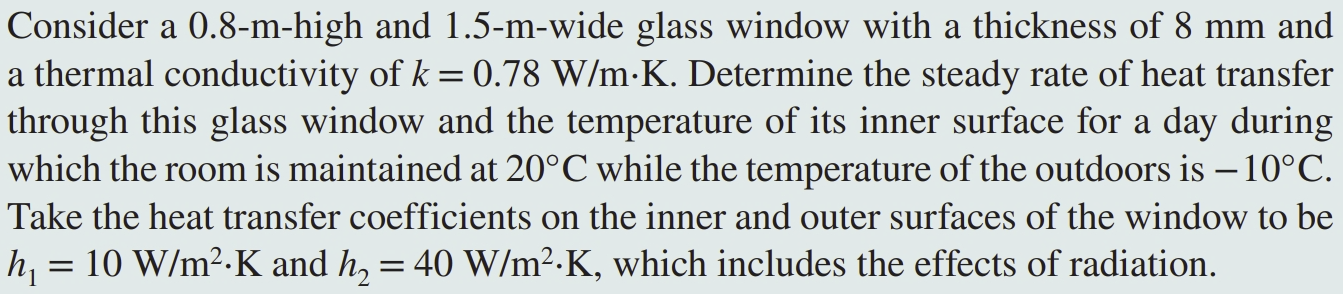 Consider a 0.8-m-high and 1.5-m-wide glass window with a thickness of 8 mm and
a thermal conductivity of k = 0.78 W/m·K. Determine the steady rate of heat transfer
through this glass window and the temperature of its inner surface for a day during
which the room is maintained at 20°C while the temperature of the outdoors is −10°C.
Take the heat transfer coefficients on the inner and outer surfaces of the window to be
h₁ = 10 W/m²·K and h₂ = 40 W/m²·K, which includes the effects of radiation.